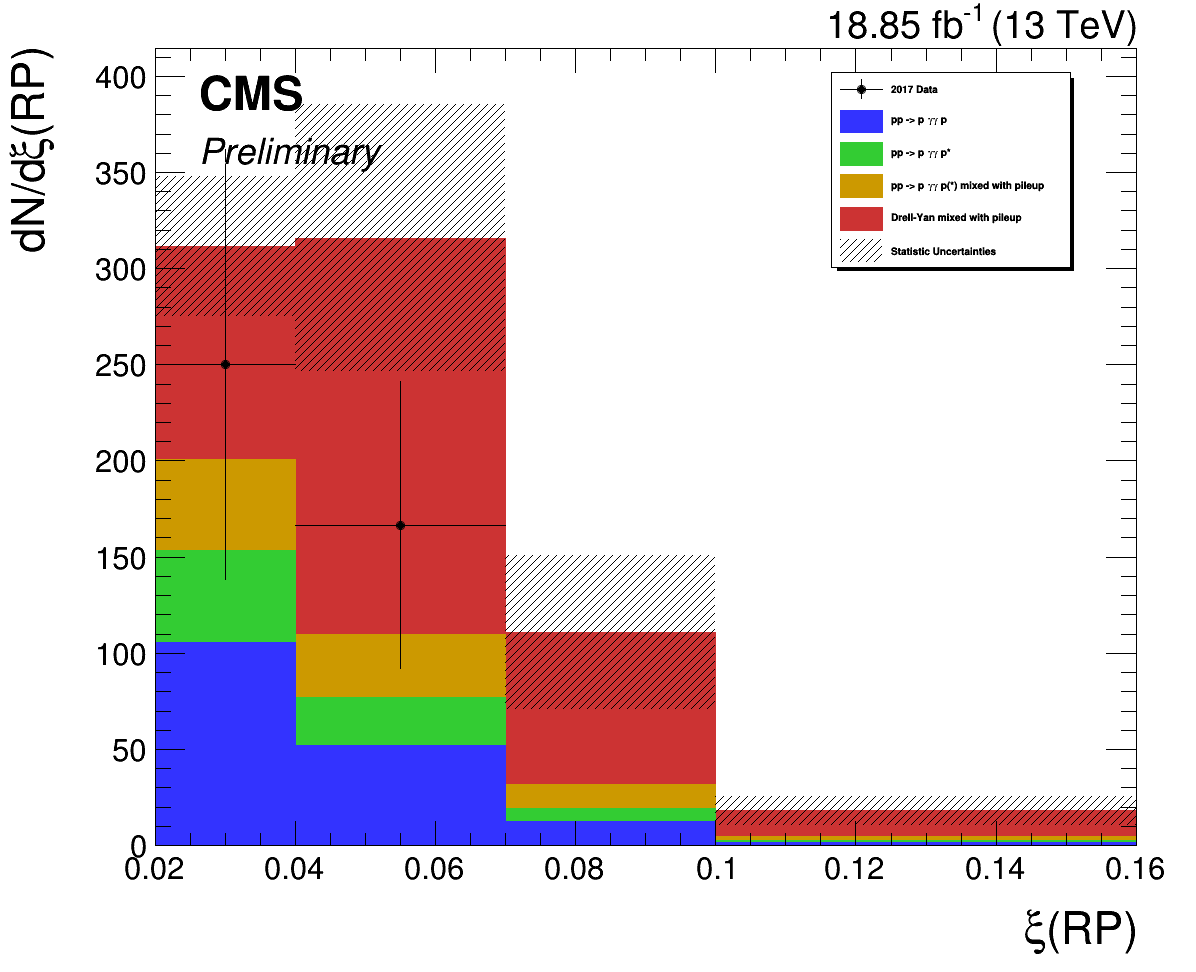 18.85 fb⁻¹ (13 TeV)
dN/dξ(RP)
CMS
Preliminary
2017 Data
pp -> p γγ p
pp -> p γγ p*
pp -> p γγ p(*) mixed with pileup
Drell-Yan mixed with pileup
Statistic Uncertainties
400
350
300
250
200
150
100
50
0
0.02 0.04 0.06 0.08 0.1 0.12 0.14 0.16
ξ(RP)